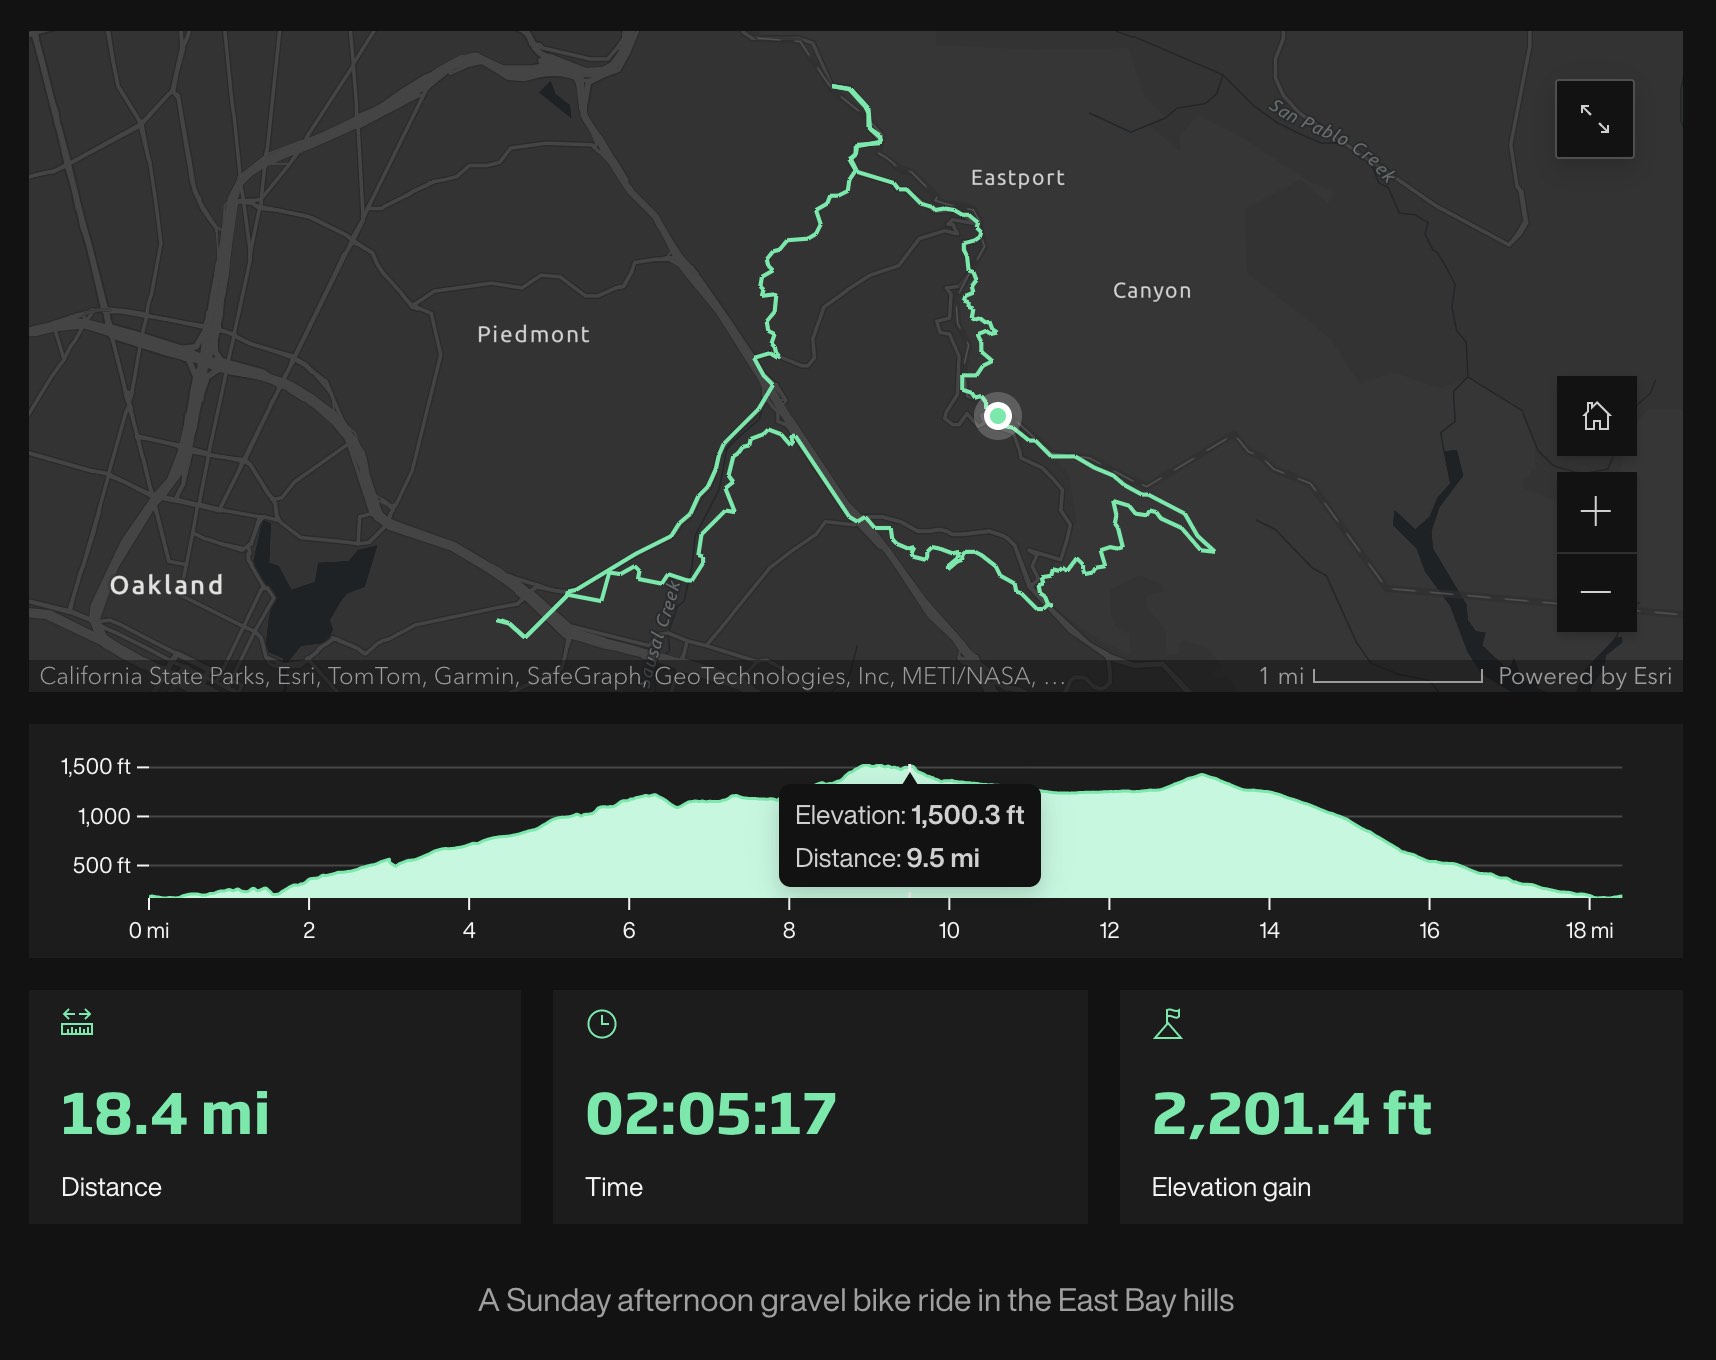 San Pablo Creek
Eastport
Canyon
Piedmont
Oakland
California State Parks, Esri, TomTom, Garmin, SafeGraph, GeoTechnologies, Inc, METI/NASA, ...
1 mi
Powered by Esri
1,500 ft
1,000
500 ft
Elevation: 1,500.3 ft
Distance: 9.5 mi
0 mi 2 4 6 8 10 12 14 16 18 mi
18.4 mi
Distance
02:05:17
Time
2,201.4 ft
Elevation gain
A Sunday afternoon gravel bike ride in the East Bay hills